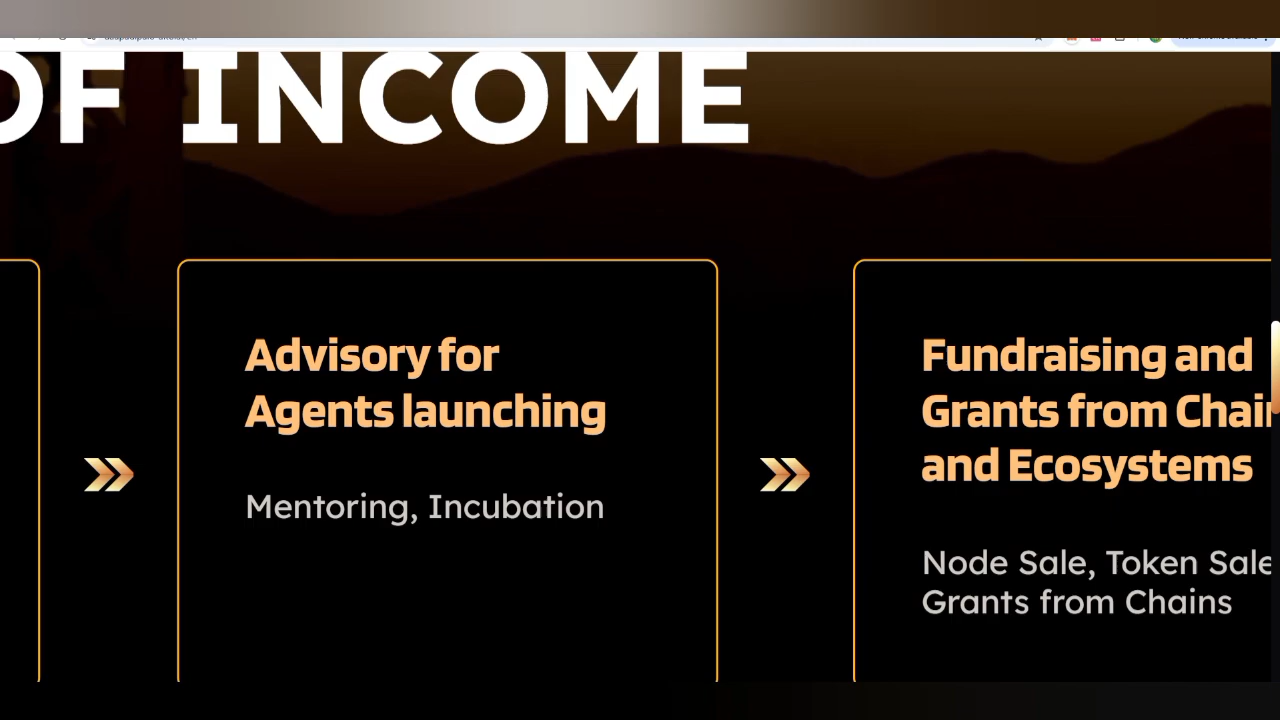 OF INCOME
Advisory for
Agents launching
Mentoring, Incubation
Fundraising and
Grants from Chain
and Ecosystems
Node Sale, Token Sale
Grants from Chains